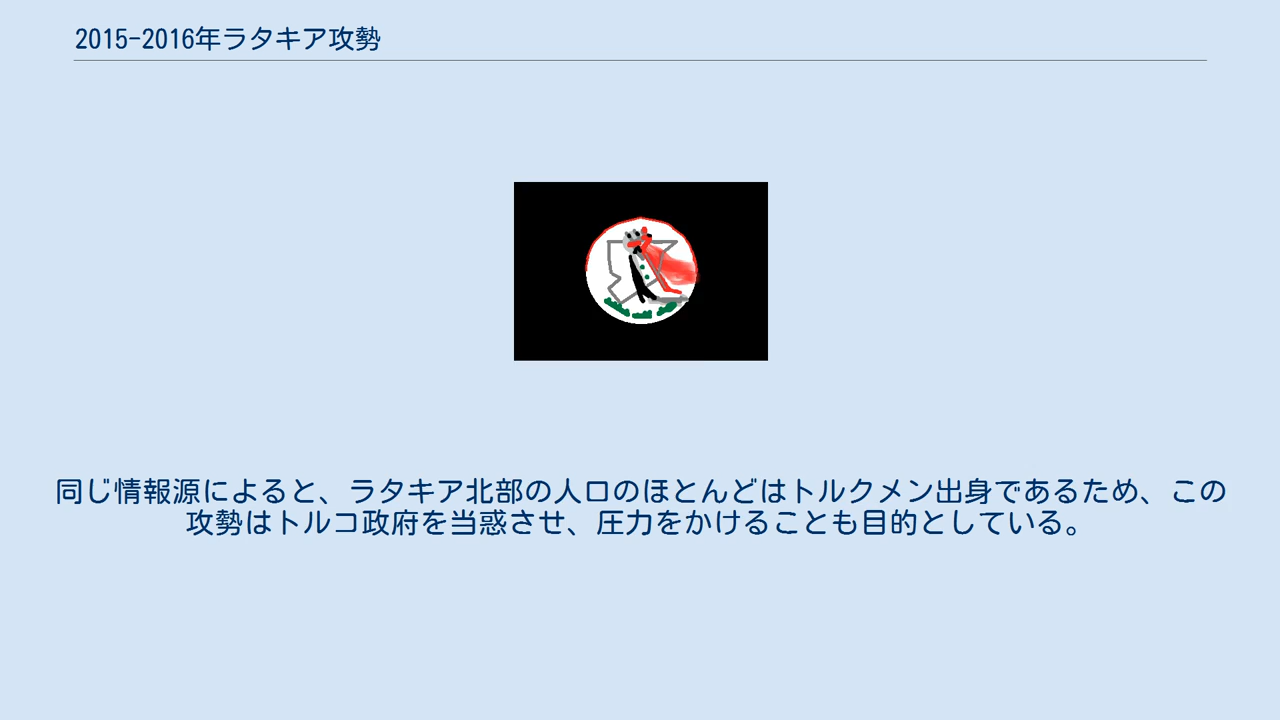 2015-2016年ラタキア攻勢
同じ情報源によると、ラタキア北部の人口のほとんどはトルクメン出身であるため、この
攻勢はトルコ政府を当惑させ、圧力をかけることも目的としている。